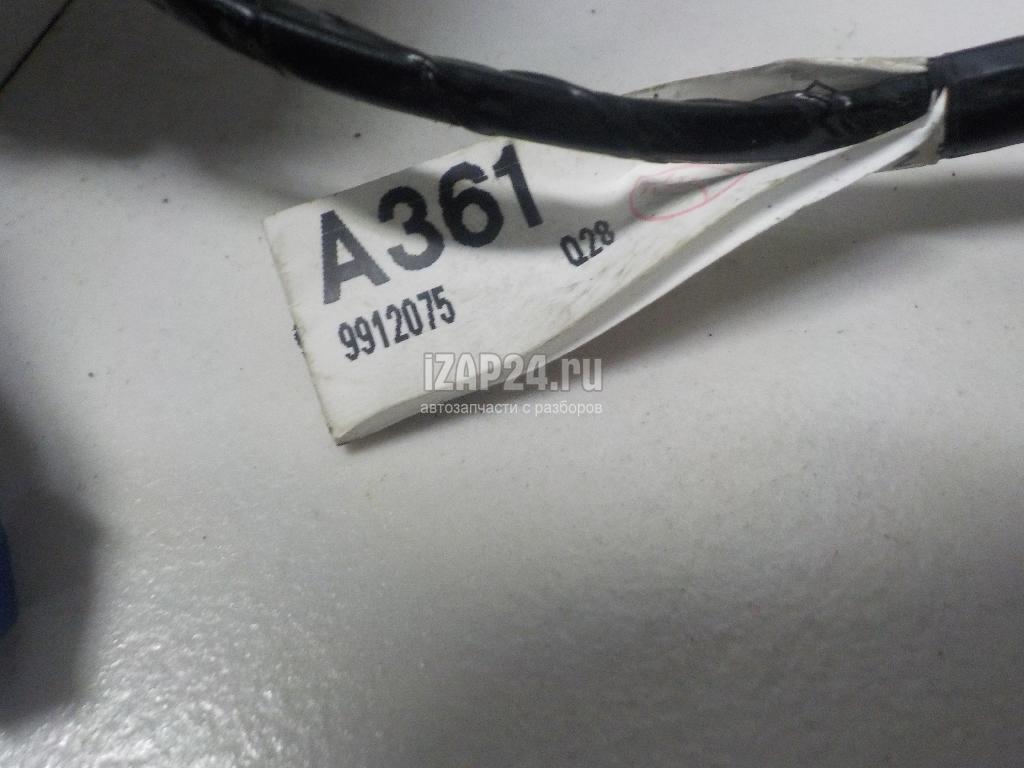 A361
Q28
9912075
iZAP24.ru
автозапчасти с разборов